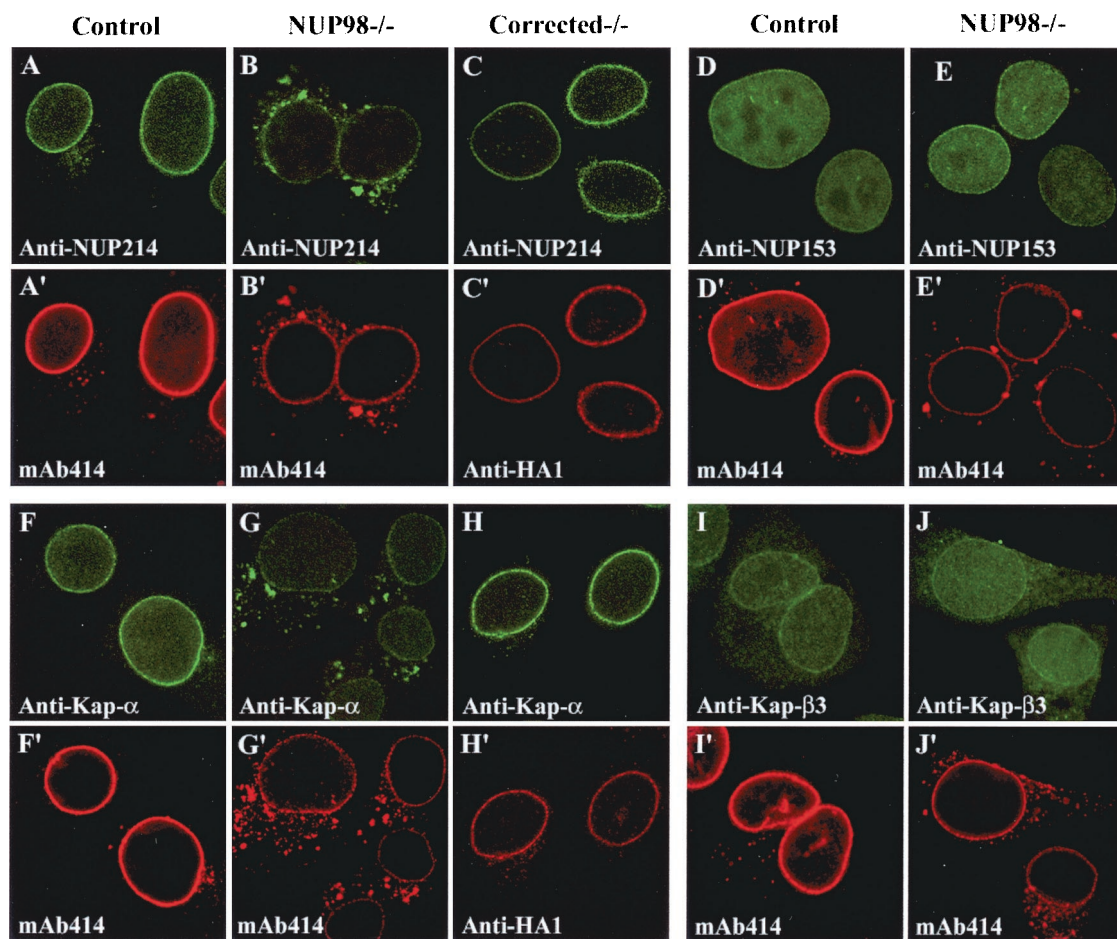 Control NUP98-/- Corrected-/- Control NUP98-/-
A B C D E
Anti-NUP214 Anti-NUP214 Anti-NUP214 Anti-NUP153 Anti-NUP153
A' B' C' D' E'
mAb414 mAb414 Anti-HA1 mAb414 mAb414
F G H I J
Anti-Kap-α Anti-Kap-α Anti-Kap-α Anti-Kap-β3 Anti-Kap-β3
F' G' H' I' J'
mAb414 mAb414 Anti-HA1 mAb414 mAb414